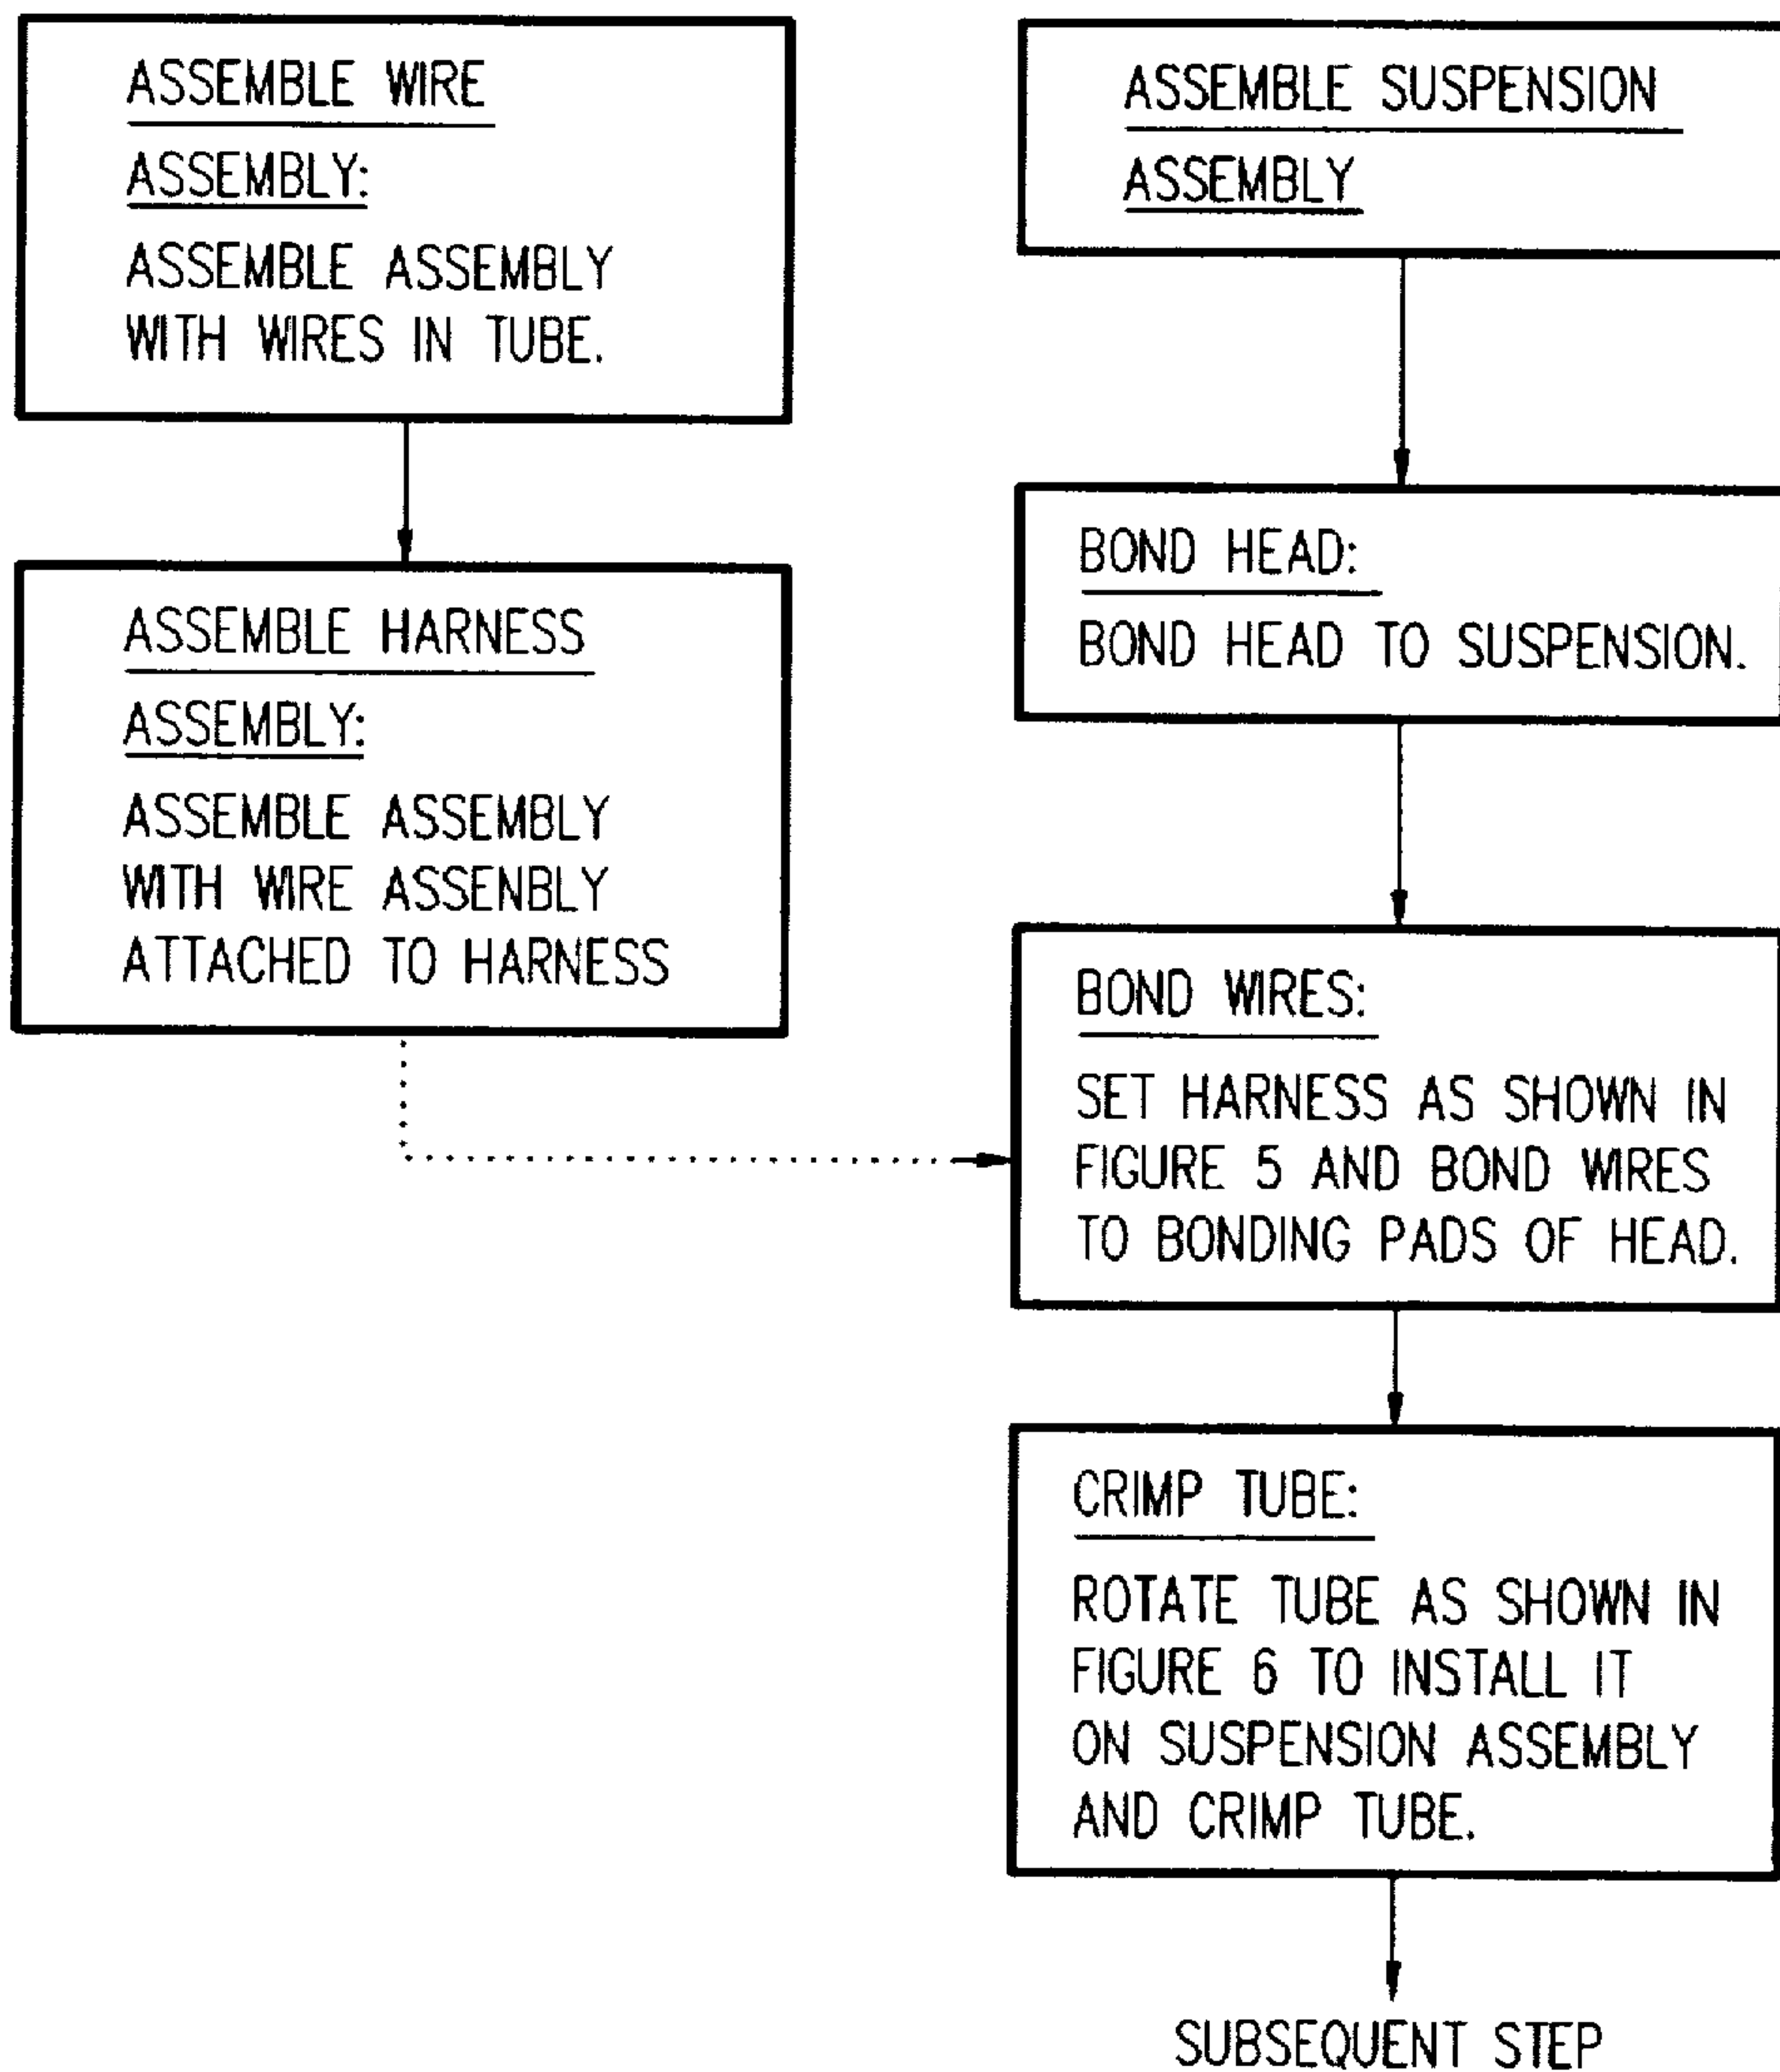 ASSEMBLE WIRE
ASSEMBLY:
ASSEMBLE ASSEMBLY
WITH WIRES IN TUBE.
ASSEMBLE HARNESS
ASSEMBLY:
ASSEMBLE ASSEMBLY
WITH WIRE ASSENBLY
ATTACHED TO HARNESS
ASSEMBLE SUSPENSION
ASSEMBLY
BOND HEAD:
BOND HEAD TO SUSPENSION.
BOND WIRES:
SET HARNESS AS SHOWN IN
FIGURE 5 AND BOND WIRES
TO BONDING PADS OF HEAD.
CRIMP TUBE:
ROTATE TUBE AS SHOWN IN
FIGURE 6 TO INSTALL IT
ON SUSPENSION ASSEMBLY
AND CRIMP TUBE.
SUBSEQUENT STEP